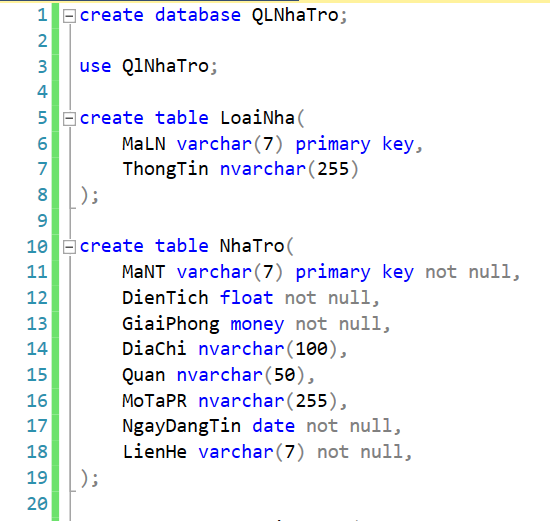 1 create database QLNhaTro;
2
3 use QlNhaTro;
4
5 create table LoaiNha(
6 MaLN varchar(7) primary key,
7 ThongTin nvarchar(255)
8 );
9
10 create table NhaTro(
11 MaNT varchar(7) primary key not null,
12 DienTich float not null,
13 GiaiPhong money not null,
14 DiaChi nvarchar(100),
15 Quan nvarchar(50),
16 MoTaPR nvarchar(255),
17 NgayDangTin date not null,
18 LienHe varchar(7) not null,
19 );
20